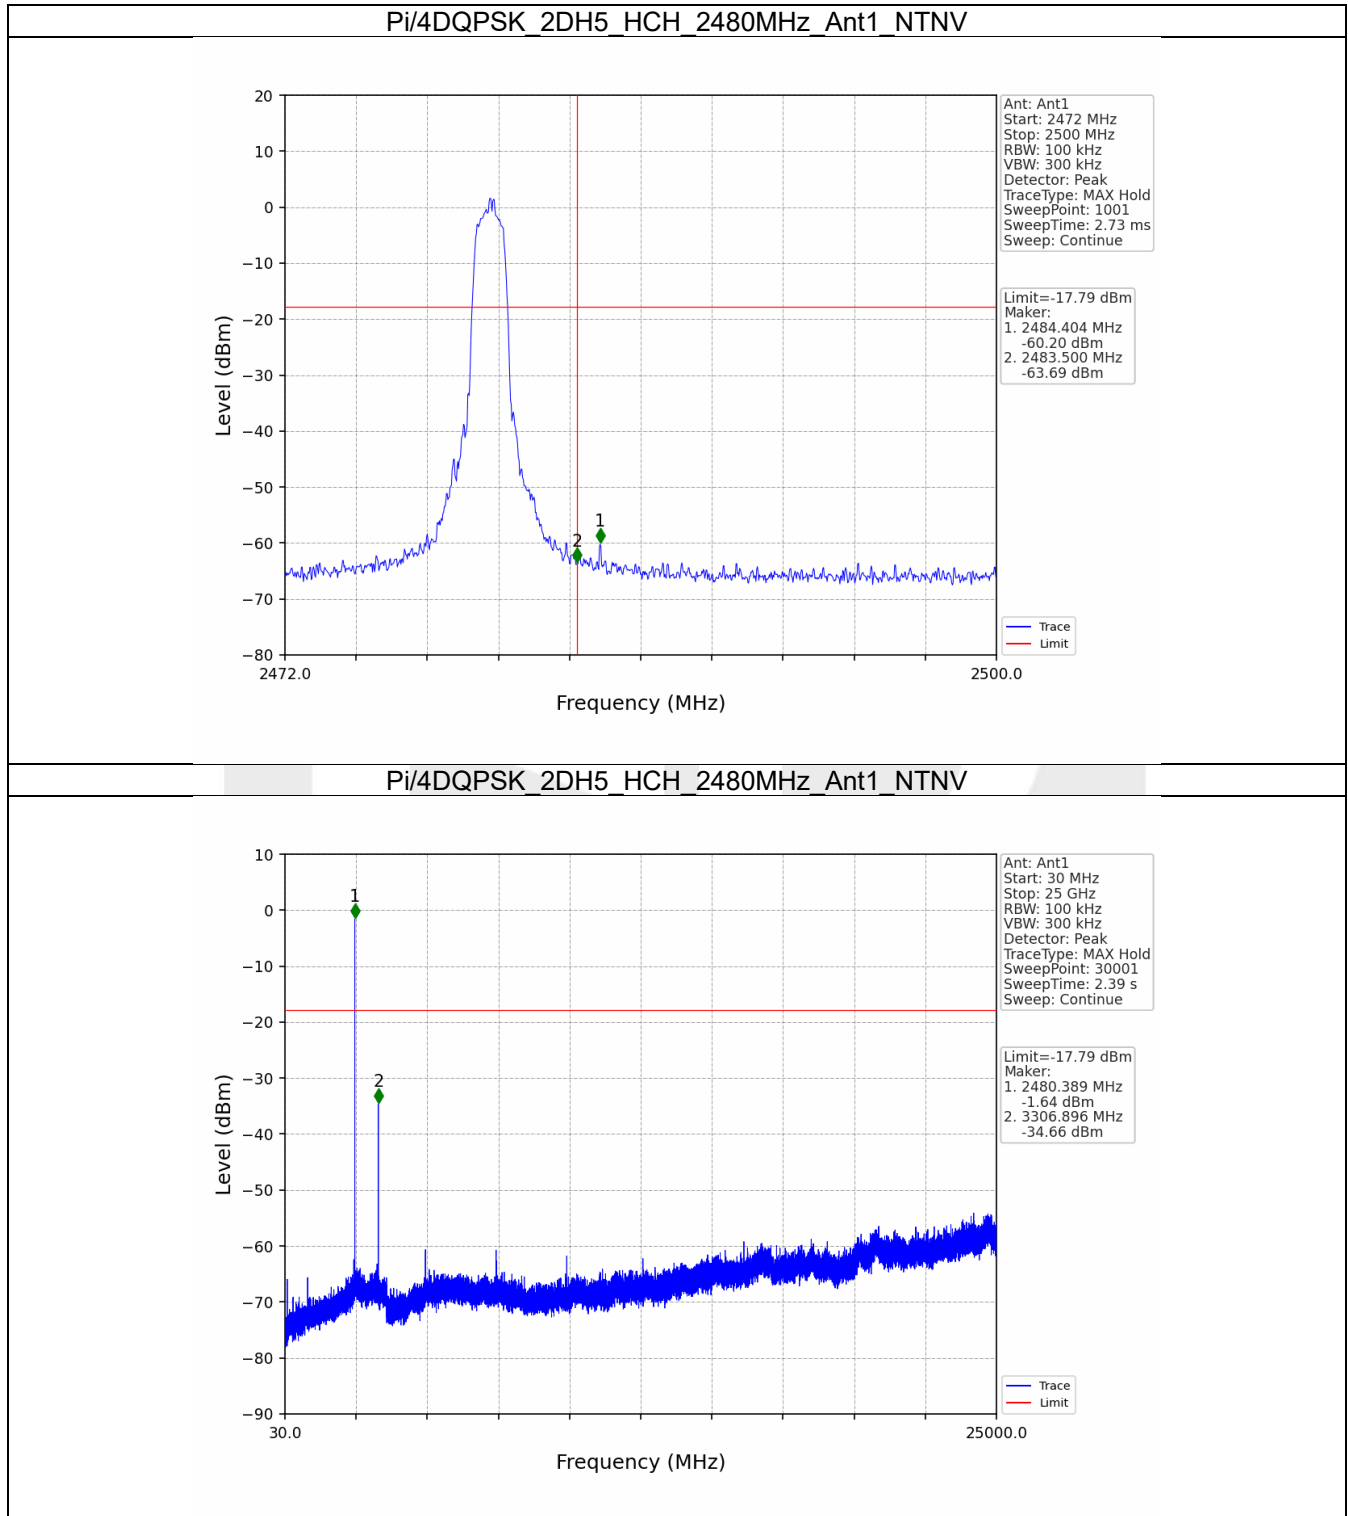 Pi/4DQPSK_2DH5_HCH_2480MHz_Ant1_NTNV
20
10
0
−10
−20
−30
−40
−50
−60
−70
−80
Level (dBm)
1
2
2472.0
2500.0
Frequency (MHz)
Ant: Ant1
Start: 2472 MHz
Stop: 2500 MHz
RBW: 100 kHz
VBW: 300 kHz
Detector: Peak
TraceType: MAX Hold
SweepPoint: 1001
SweepTime: 2.73 ms
Sweep: Continue
Limit=-17.79 dBm
Maker:
1. 2484.404 MHz
-60.20 dBm
2. 2483.500 MHz
-63.69 dBm
Trace
Limit
Pi/4DQPSK_2DH5_HCH_2480MHz_Ant1_NTNV
10
0
−10
−20
−30
−40
−50
−60
−70
−80
−90
Level (dBm)
1
2
30.0
25000.0
Frequency (MHz)
Ant: Ant1
Start: 30 MHz
Stop: 25 GHz
RBW: 100 kHz
VBW: 300 kHz
Detector: Peak
TraceType: MAX Hold
SweepPoint: 30001
SweepTime: 2.39 s
Sweep: Continue
Limit=-17.79 dBm
Maker:
1. 2480.389 MHz
-1.64 dBm
2. 3306.896 MHz
-34.66 dBm
Trace
Limit